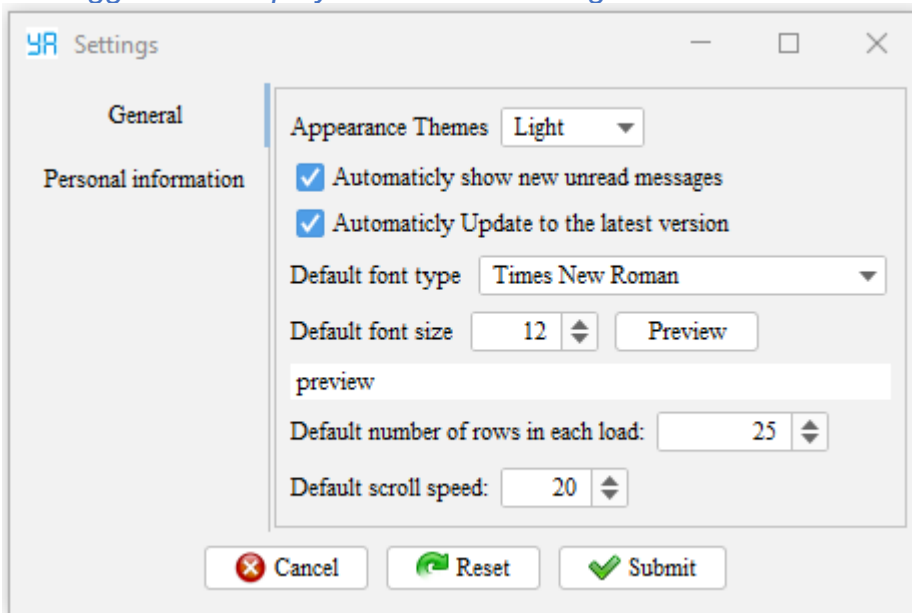 YA Settings
General
Personal information
Appearance Themes Light
Automaticly show new unread messages
Automaticly Update to the latest version
Default font type Times New Roman
Default font size 12 Preview
preview
Default number of rows in each load: 25
Default scroll speed: 20
Cancel Reset Submit